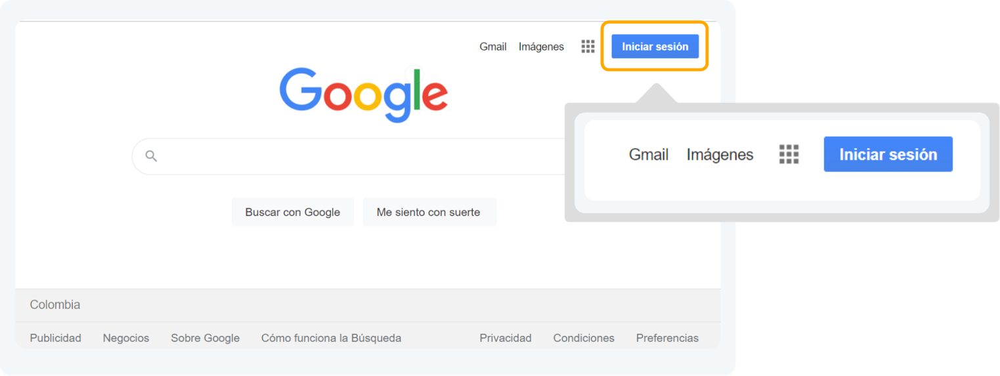 Gmail Imágenes Iniciar sesión
Google
Gmail Imágenes Iniciar sesión
Buscar con Google Me siento con suerte
Colombia
Publicidad Negocios Sobre Google Cómo funciona la Búsqueda Privacidad Condiciones Preferencias